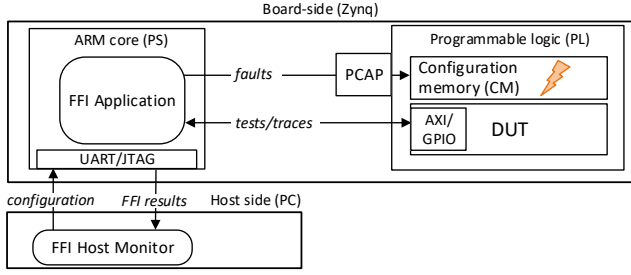 Board-side (Zynq)
ARM core (PS)
FFI Application
UART/JTAG
faults
PCAP
tests/traces
Programmable logic (PL)
Configuration
memory (CM)
AXI/
GPIO
DUT
configuration
FFI results
Host side (PC)
FFI Host Monitor